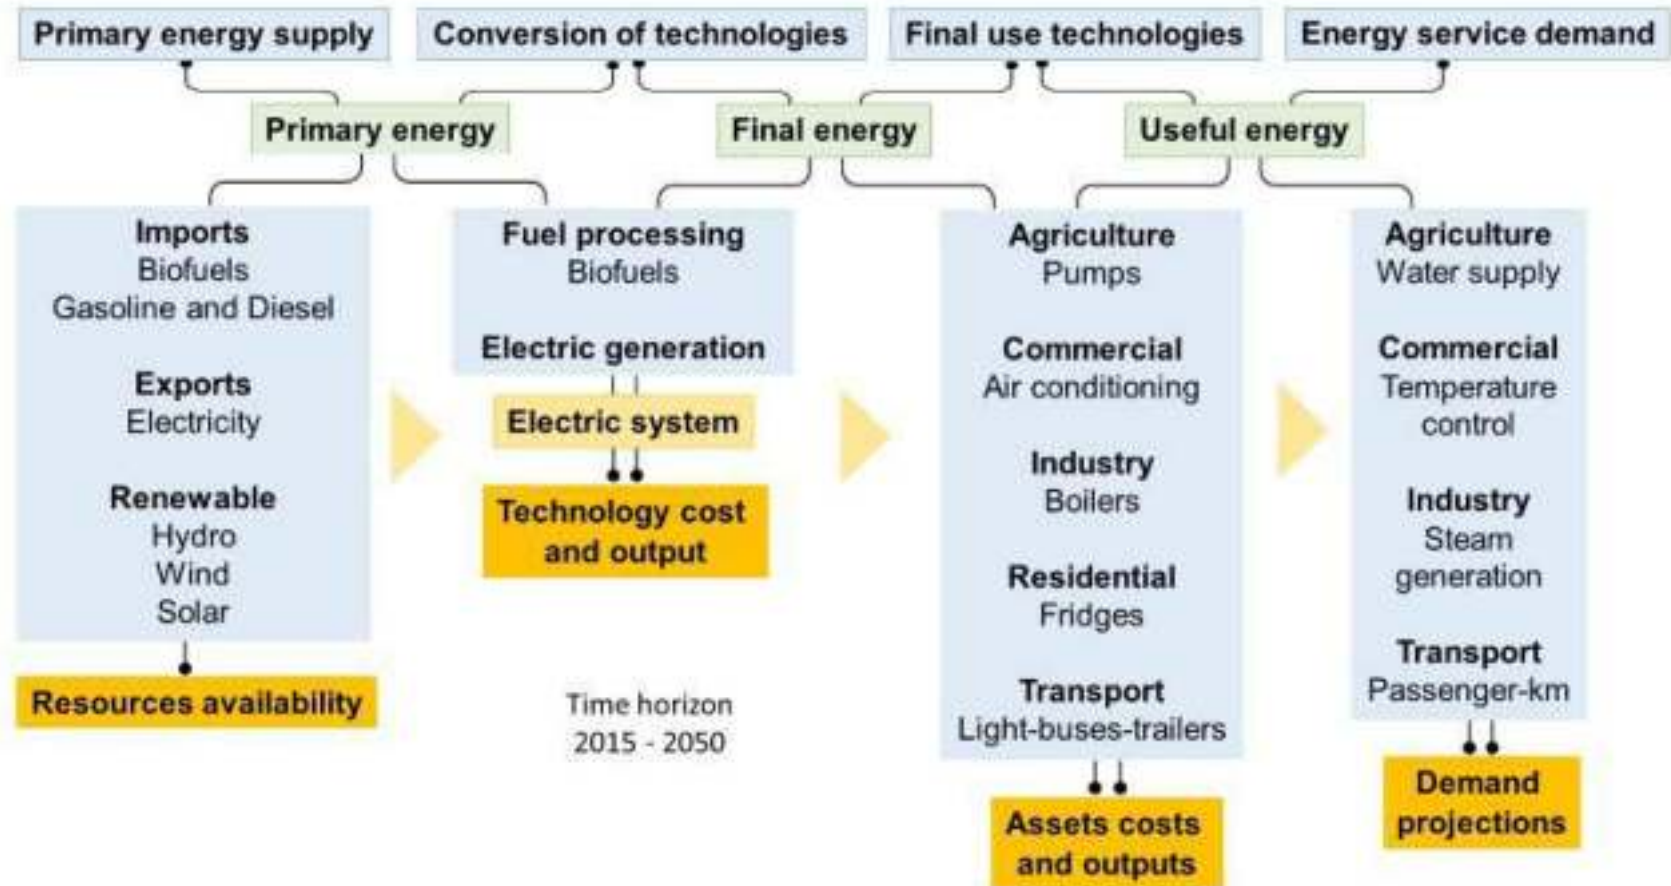 Primary energy supply
Conversion of technologies
Final use technologies
Energy service demand
Primary energy
Final energy
Useful energy
Imports
Biofuels
Gasoline and Diesel
Exports
Electricity
Renewable
Hydro
Wind
Solar
Resources availability
Fuel processing
Biofuels
Electric generation
Electric system
Technology cost
and output
Time horizon
2015 - 2050
Agriculture
Pumps
Commercial
Air conditioning
Industry
Boilers
Residential
Fridges
Transport
Light-buses-trailers
Assets costs
and outputs
Agriculture
Water supply
Commercial
Temperature
control
Industry
Steam
generation
Transport
Passenger-km
Demand
projections